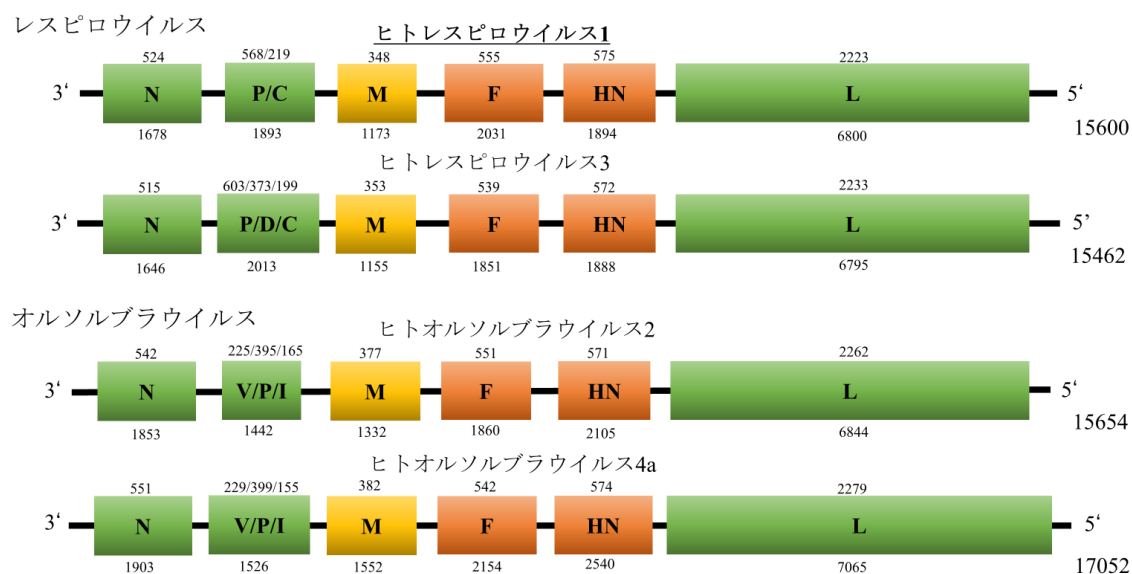 レスピロウイルス
ヒトレスピロウイルス1
524 568/219 348 555 575 2223
3‘ N P/C M F HN L 5‘
1678 1893 1173 2031 1894 6800 15600
ヒトレスピロウイルス3
515 603/373/199 353 539 572 2233
3‘ N P/D/C M F HN L 5’
1646 2013 1155 1851 1888 6795 15462
オルソルブラウイルス
ヒトオルソルブラウイルス2
542 225/395/165 377 551 571 2262
3‘ N V/P/I M F HN L 5‘
1853 1442 1332 1860 2105 6844 15654
ヒトオルソルブラウイルス4a
551 229/399/155 382 542 574 2279
3‘ N V/P/I M F HN L 5‘
1903 1526 1552 2154 2540 7065 17052